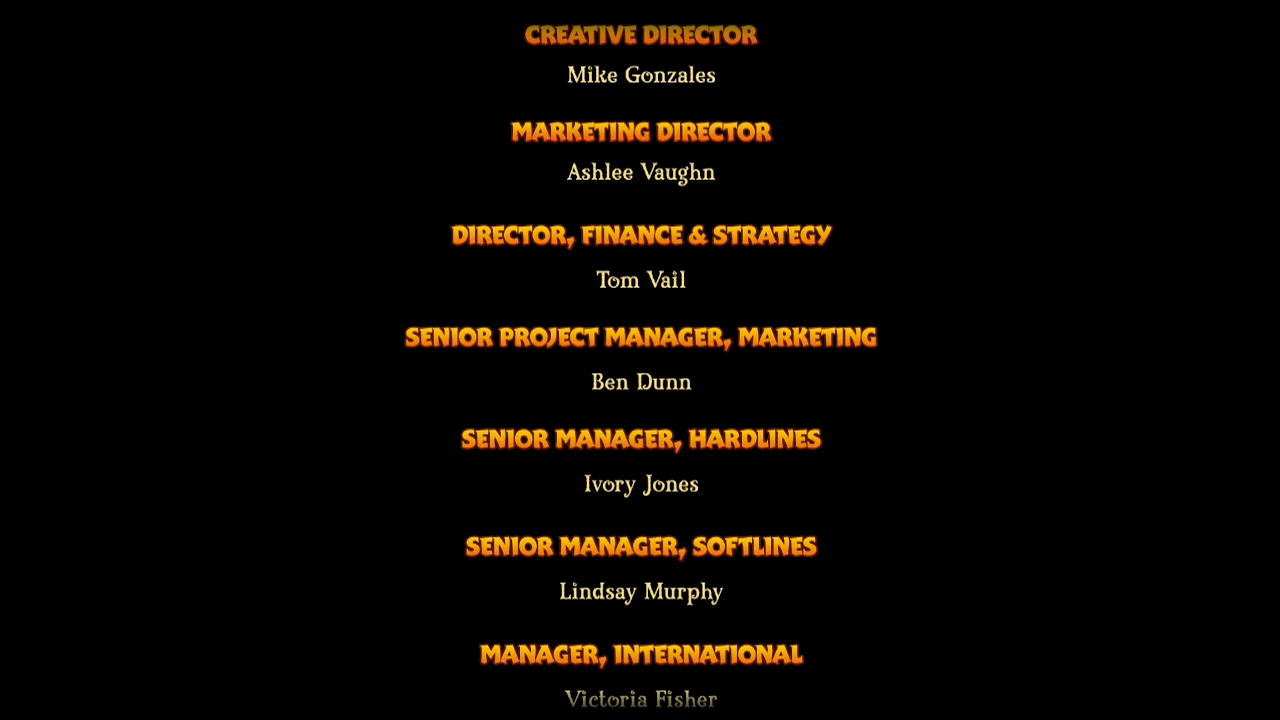 CREATIVE DIRECTOR
Mike Gonzales
MARKETING DIRECTOR
Ashlee Vaughn
DIRECTOR, FINANCE & STRATEGY
Tom Vail
SENIOR PROJECT MANAGER, MARKETING
Ben Dunn
SENIOR MANAGER, HARDLINES
Ivory Jones
SENIOR MANAGER, SOFTLINES
Lindsay Murphy
MANAGER, INTERNATIONAL
Victoria Fisher